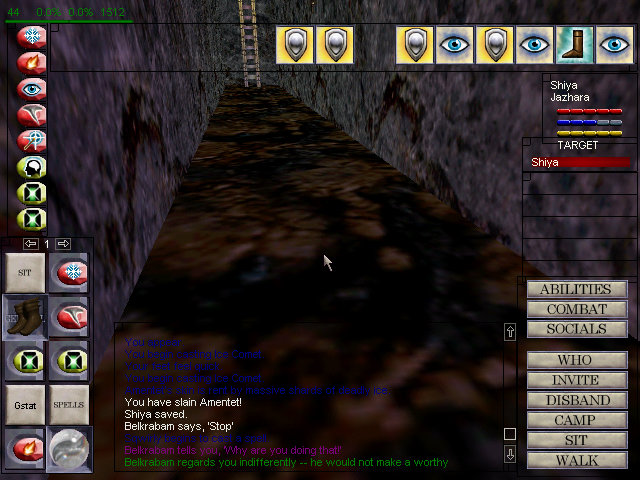 44 0.0% 0.0% 1512
Shiya
Jazhara
TARGET
Shiya
1
SIT
Gstat
SPELLS
ABILITIES
COMBAT
SOCIALS
WHO
INVITE
DISBAND
CAMP
SIT
WALK
You begin casting Ice Comet.
You begin casting Ice Comet.
You have slain Amentet!
Shiya saved.
Belkrabam says, 'Stop'
Belkrabam tells you, 'Why are you doing that!'
Belkrabam regards you indifferently -- he would not make a worthy